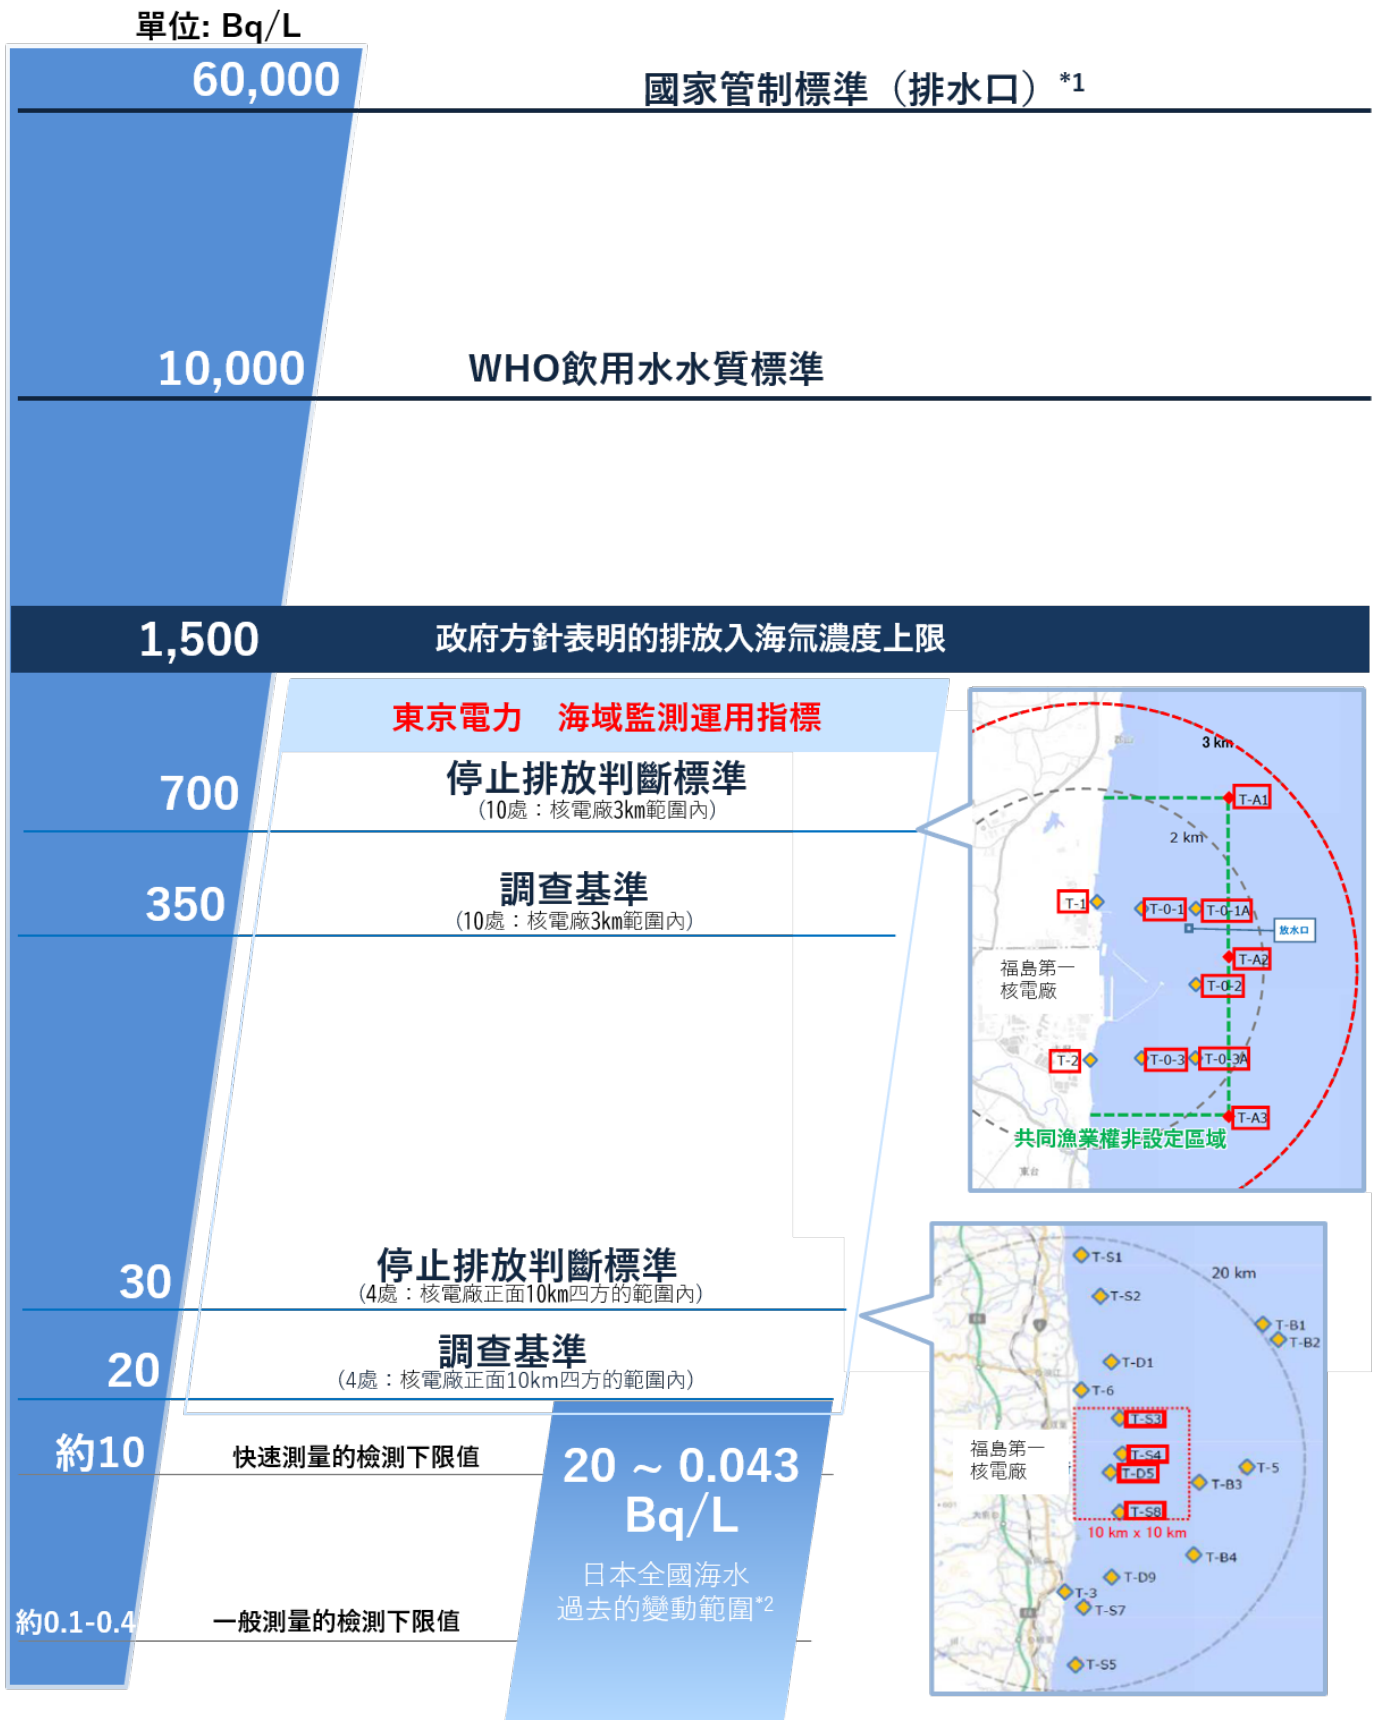 單位: Bq/L
60,000
國家管制標準（排水口）*1
10,000
WHO飲用水水質標準
1,500
政府方針表明的排放入海氚濃度上限
東京電力 海域監測運用指標
700
停止排放判斷標準
(10處：核電廠3km範圍內)
350
調查基準
(10處：核電廠3km範圍內)
3 km
T-A1
2 km
T-1
T-0-1
T-0-1A
放水口
T-A2
福島第一
核電廠
T-0-2
T-2
T-0-3
T-0-3A
T-A3
共同漁業權非設定區域
東台
30
停止排放判斷標準
(4處：核電廠正面10km四方的範圍內)
20
調查基準
(4處：核電廠正面10km四方的範圍內)
約10
快速測量的檢測下限值
20 ~ 0.043
Bq/L
日本全國海水
過去的變動範圍*2
約0.1-0.4
一般測量的檢測下限值
T-S1
20 km
T-S2
T-B1
T-B2
T-D1
T-6
T-S3
福島第一
核電廠
T-S4
T-D5
T-5
T-B3
T-S8
10 km x 10 km
T-B4
T-D9
T-3
T-S7
T-S5